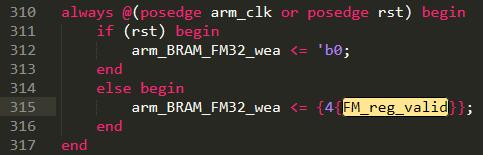 310 always @(posedge arm_clk or posedge rst) begin
311 if (rst) begin
312 arm_BRAM_FM32_wea <= 'b0;
313 end
314 else begin
315 arm_BRAM_FM32_wea <= {4{FM_reg_valid}};
316 end
317 end